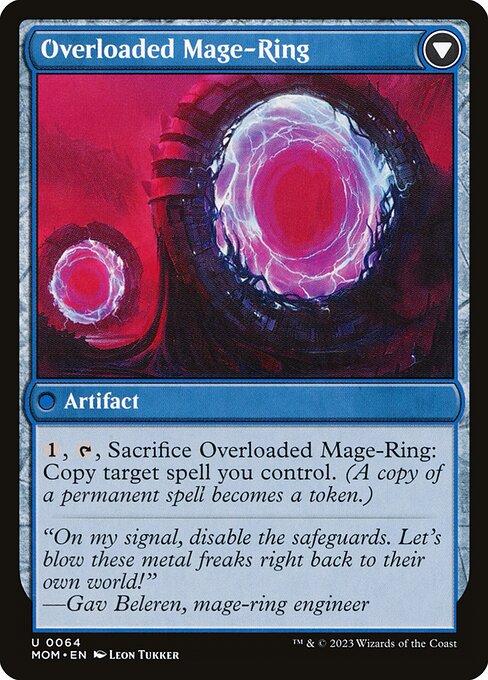 Overloaded Mage-Ring
Artifact
1, T, Sacrifice Overloaded Mage-Ring:
Copy target spell you control. (A copy of
a permanent spell becomes a token.)
“On my signal, disable the safeguards. Let’s
blow these metal freaks right back to their
own world!”
—Gav Beleren, mage-ring engineer
U 0064
MOM • EN Leon Tukker
™ & © 2023 Wizards of the Coast